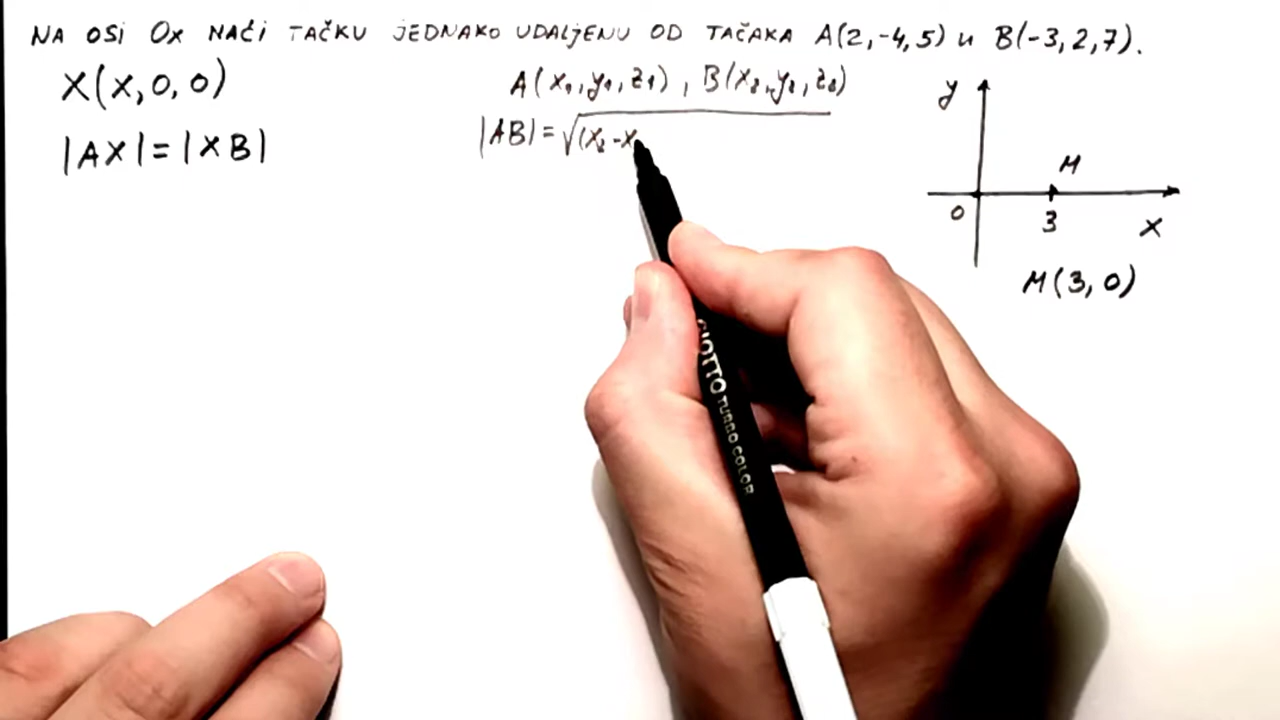 NA OSI Ox NAĆI TAČKU JEDNAKO UDALJENU OD TAČAKA A(2,-4,5) U B(-3,2,7).
X(x,0,0)
|AX|=|XB|
A(x₁,y₁,z₁), B(x₂,y₂,z₂)
|AB|=√(x₂-x
y
M
0
3
x
M(3,0)
GIOTTO TURBO COLOR